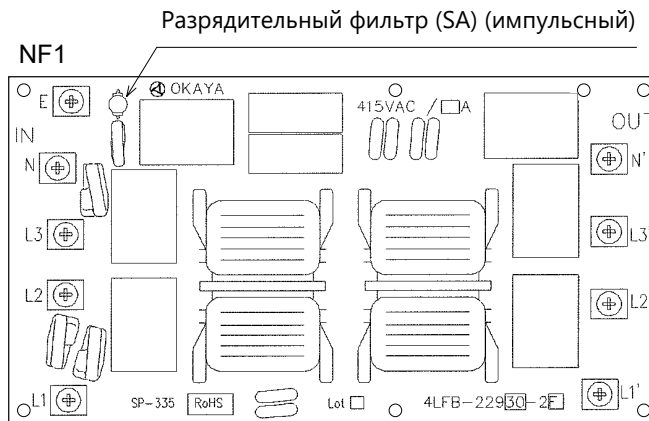 Разрядительный фильтр (SA) (импульсный)
NF1
E
OKAYA
415VAC / A
IN
OUT
N
N'
L3
L3'
L2
L2'
L1
SP-335
RoHS
Lot
4LFB-22930-2F
L1'